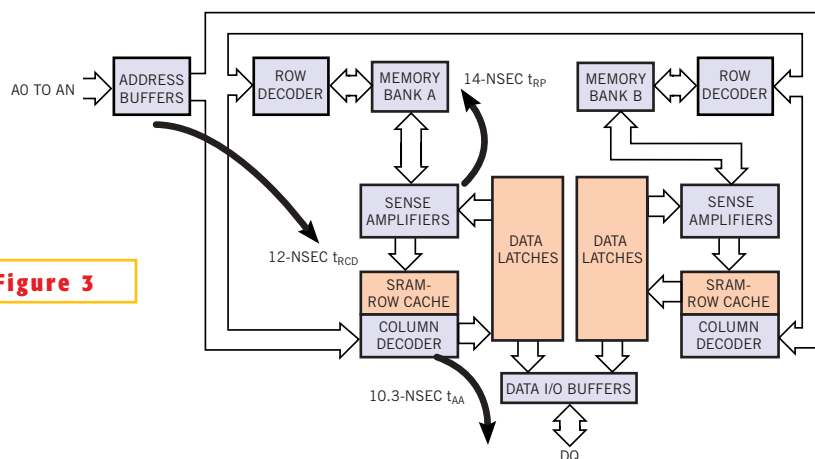 A0 TO AN
ADDRESS
BUFFERS
ROW
DECODER
MEMORY
BANK A
14-NSEC tRP
MEMORY
BANK B
ROW
DECODER
SENSE
AMPLIFIERS
DATA
LATCHES
DATA
LATCHES
SENSE
AMPLIFIERS
12-NSEC tRCD
Figure 3
SRAM-
ROW CACHE
COLUMN
DECODER
SRAM-
ROW CACHE
COLUMN
DECODER
10.3-NSEC tAA
DATA I/O BUFFERS
DQ